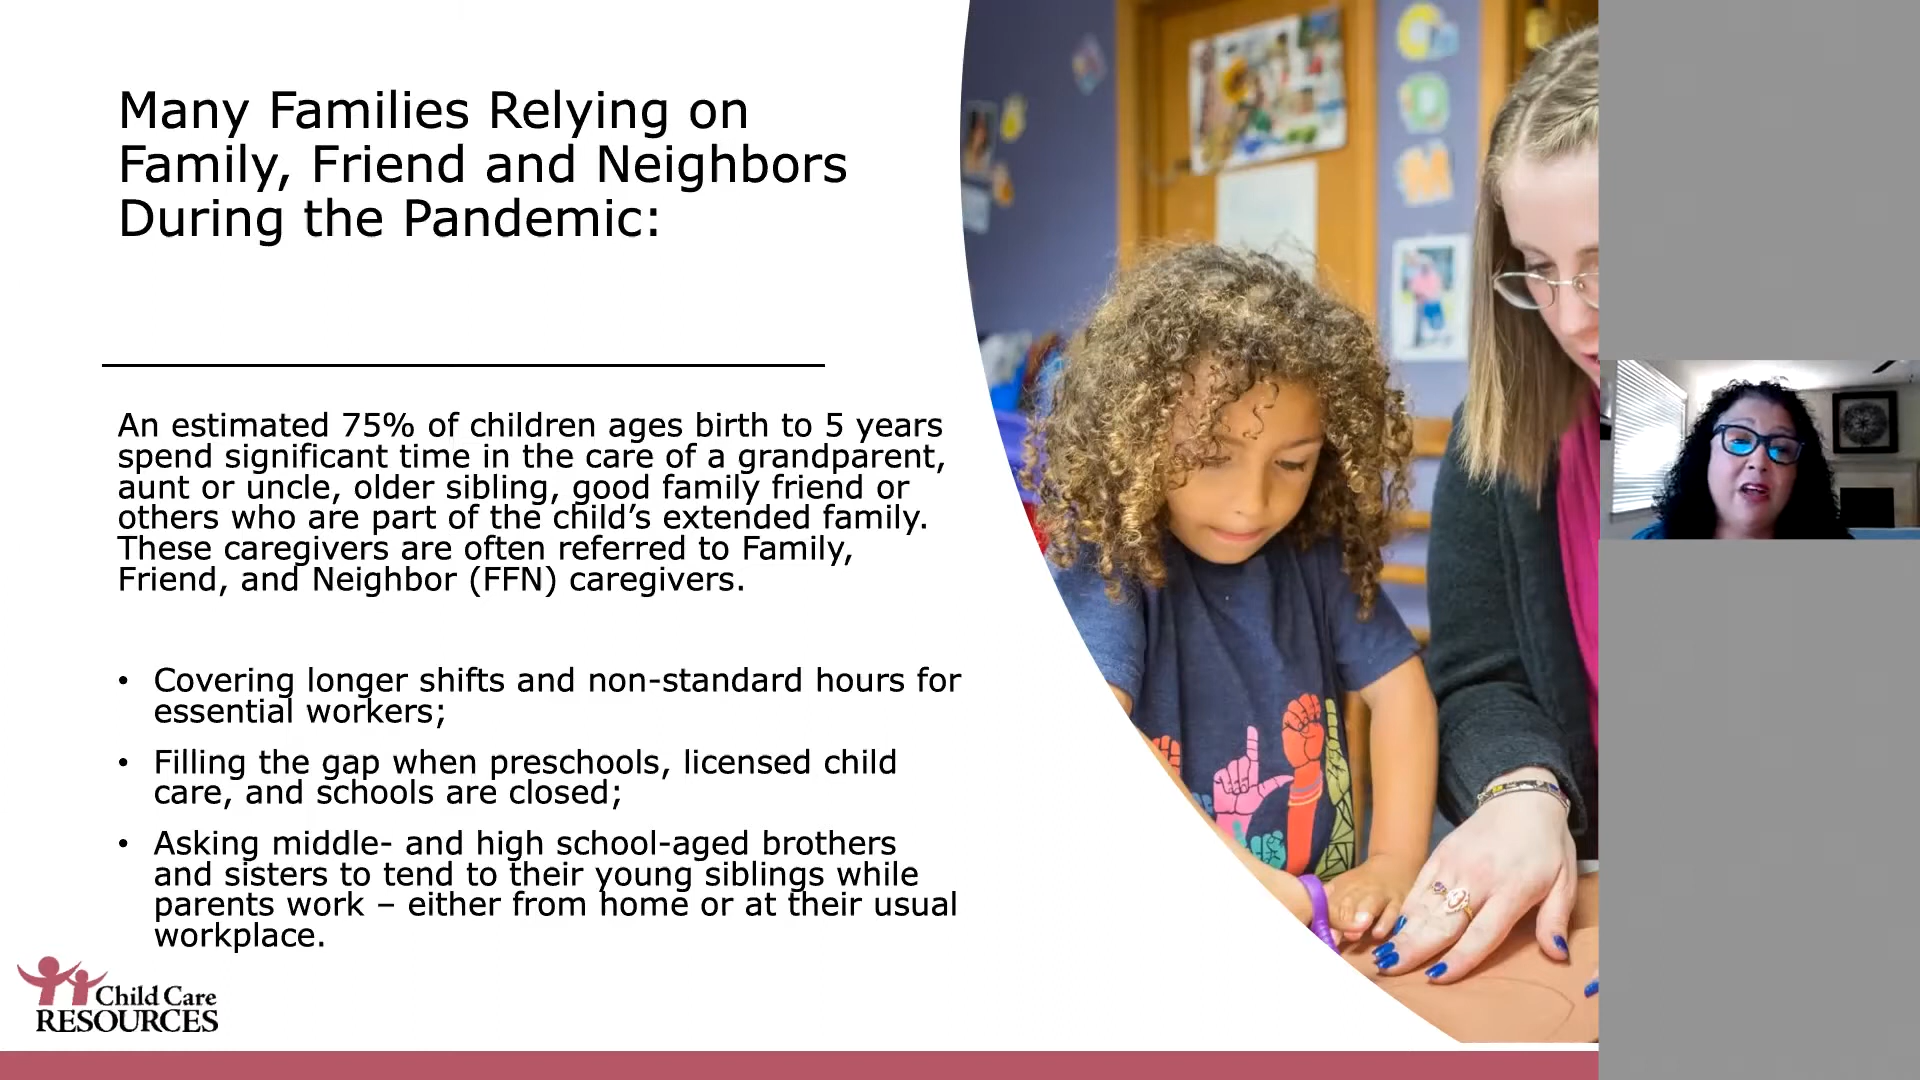 Many Families Relying on
Family, Friend and Neighbors
During the Pandemic:
An estimated 75% of children ages birth to 5 years
spend significant time in the care of a grandparent,
aunt or uncle, older sibling, good family friend or
others who are part of the child’s extended family.
These caregivers are often referred to Family,
Friend, and Neighbor (FFN) caregivers.
• Covering longer shifts and non-standard hours for
essential workers;
• Filling the gap when preschools, licensed child
care, and schools are closed;
• Asking middle- and high school-aged brothers
and sisters to tend to their young siblings while
parents work – either from home or at their usual
workplace.
Child Care
RESOURCES